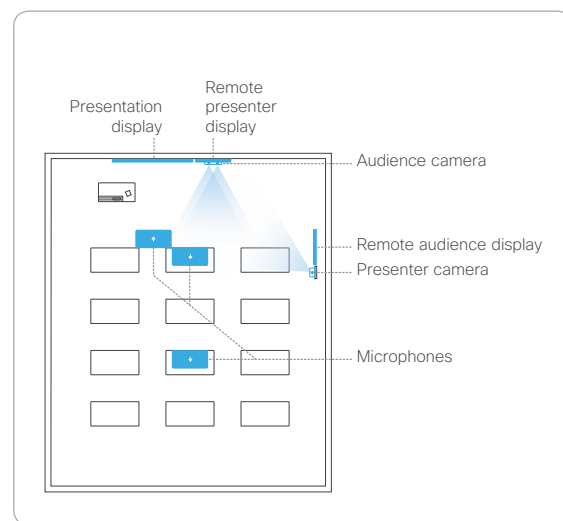 Remote
presenter
display
Presentation
display
Audience camera
Remote audience display
Presenter camera
Microphones